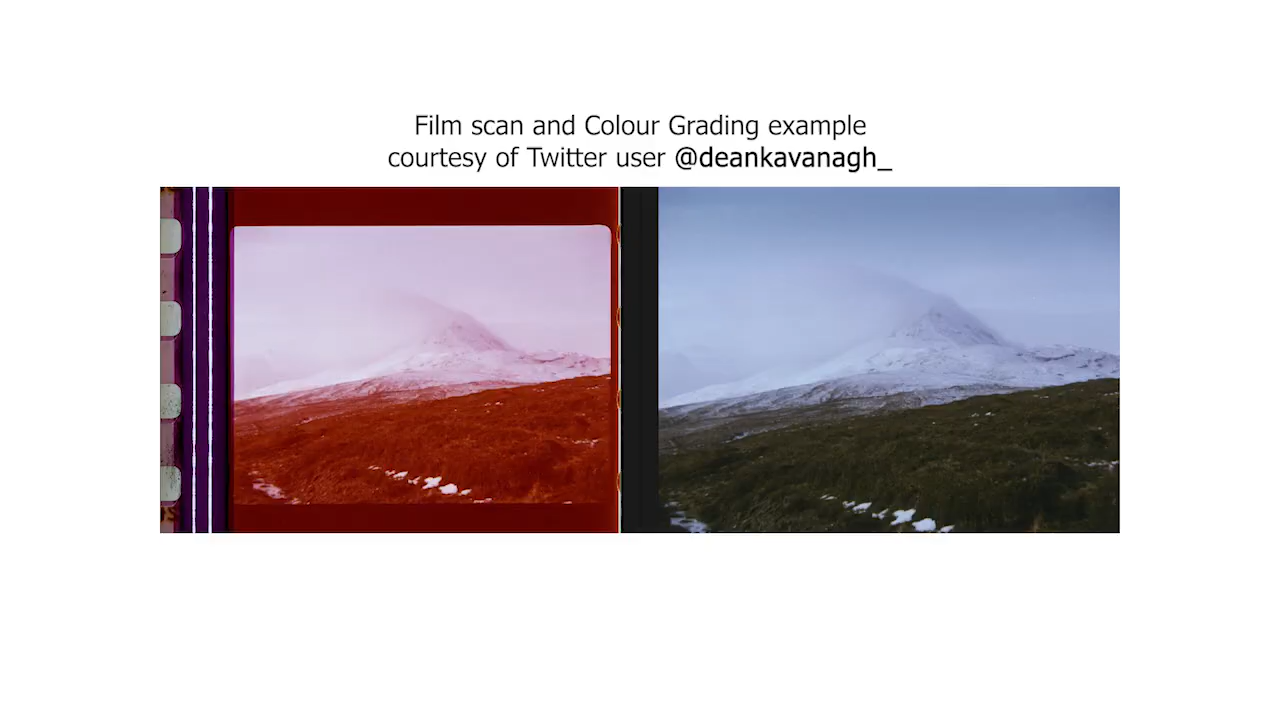 Film scan and Colour Grading example
courtesy of Twitter user @deankavanagh_